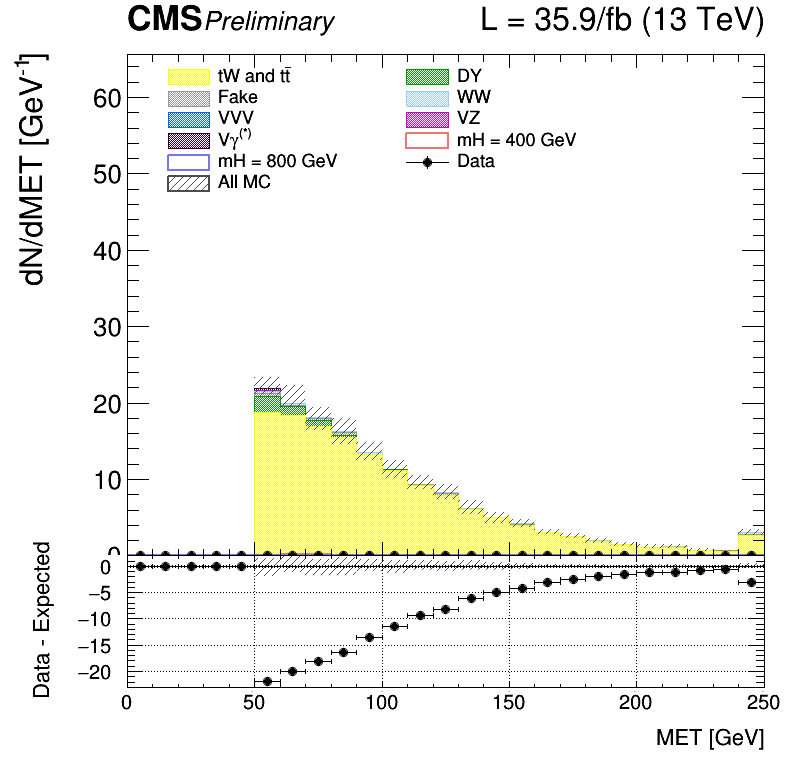 CMS Preliminary L = 35.9/fb (13 TeV)
dN/dMET [GeV⁻¹]
tW and tt̄ DY
Fake WW
VVV VZ
Vγ(*) mH = 400 GeV
mH = 800 GeV Data
All MC
60
50
40
30
20
10
0
Data - Expected
0
−5
−10
−15
−20
0 50 100 150 200 250
MET [GeV]